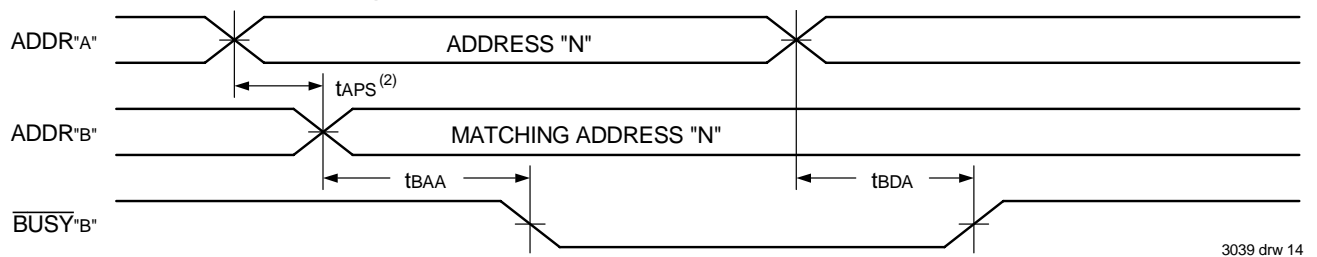 ADDR"A" ADDRESS "N"
tAPS(2)
ADDR"B" MATCHING ADDRESS "N"
tBAA tBDA
BUSY"B"
3039 drw 14